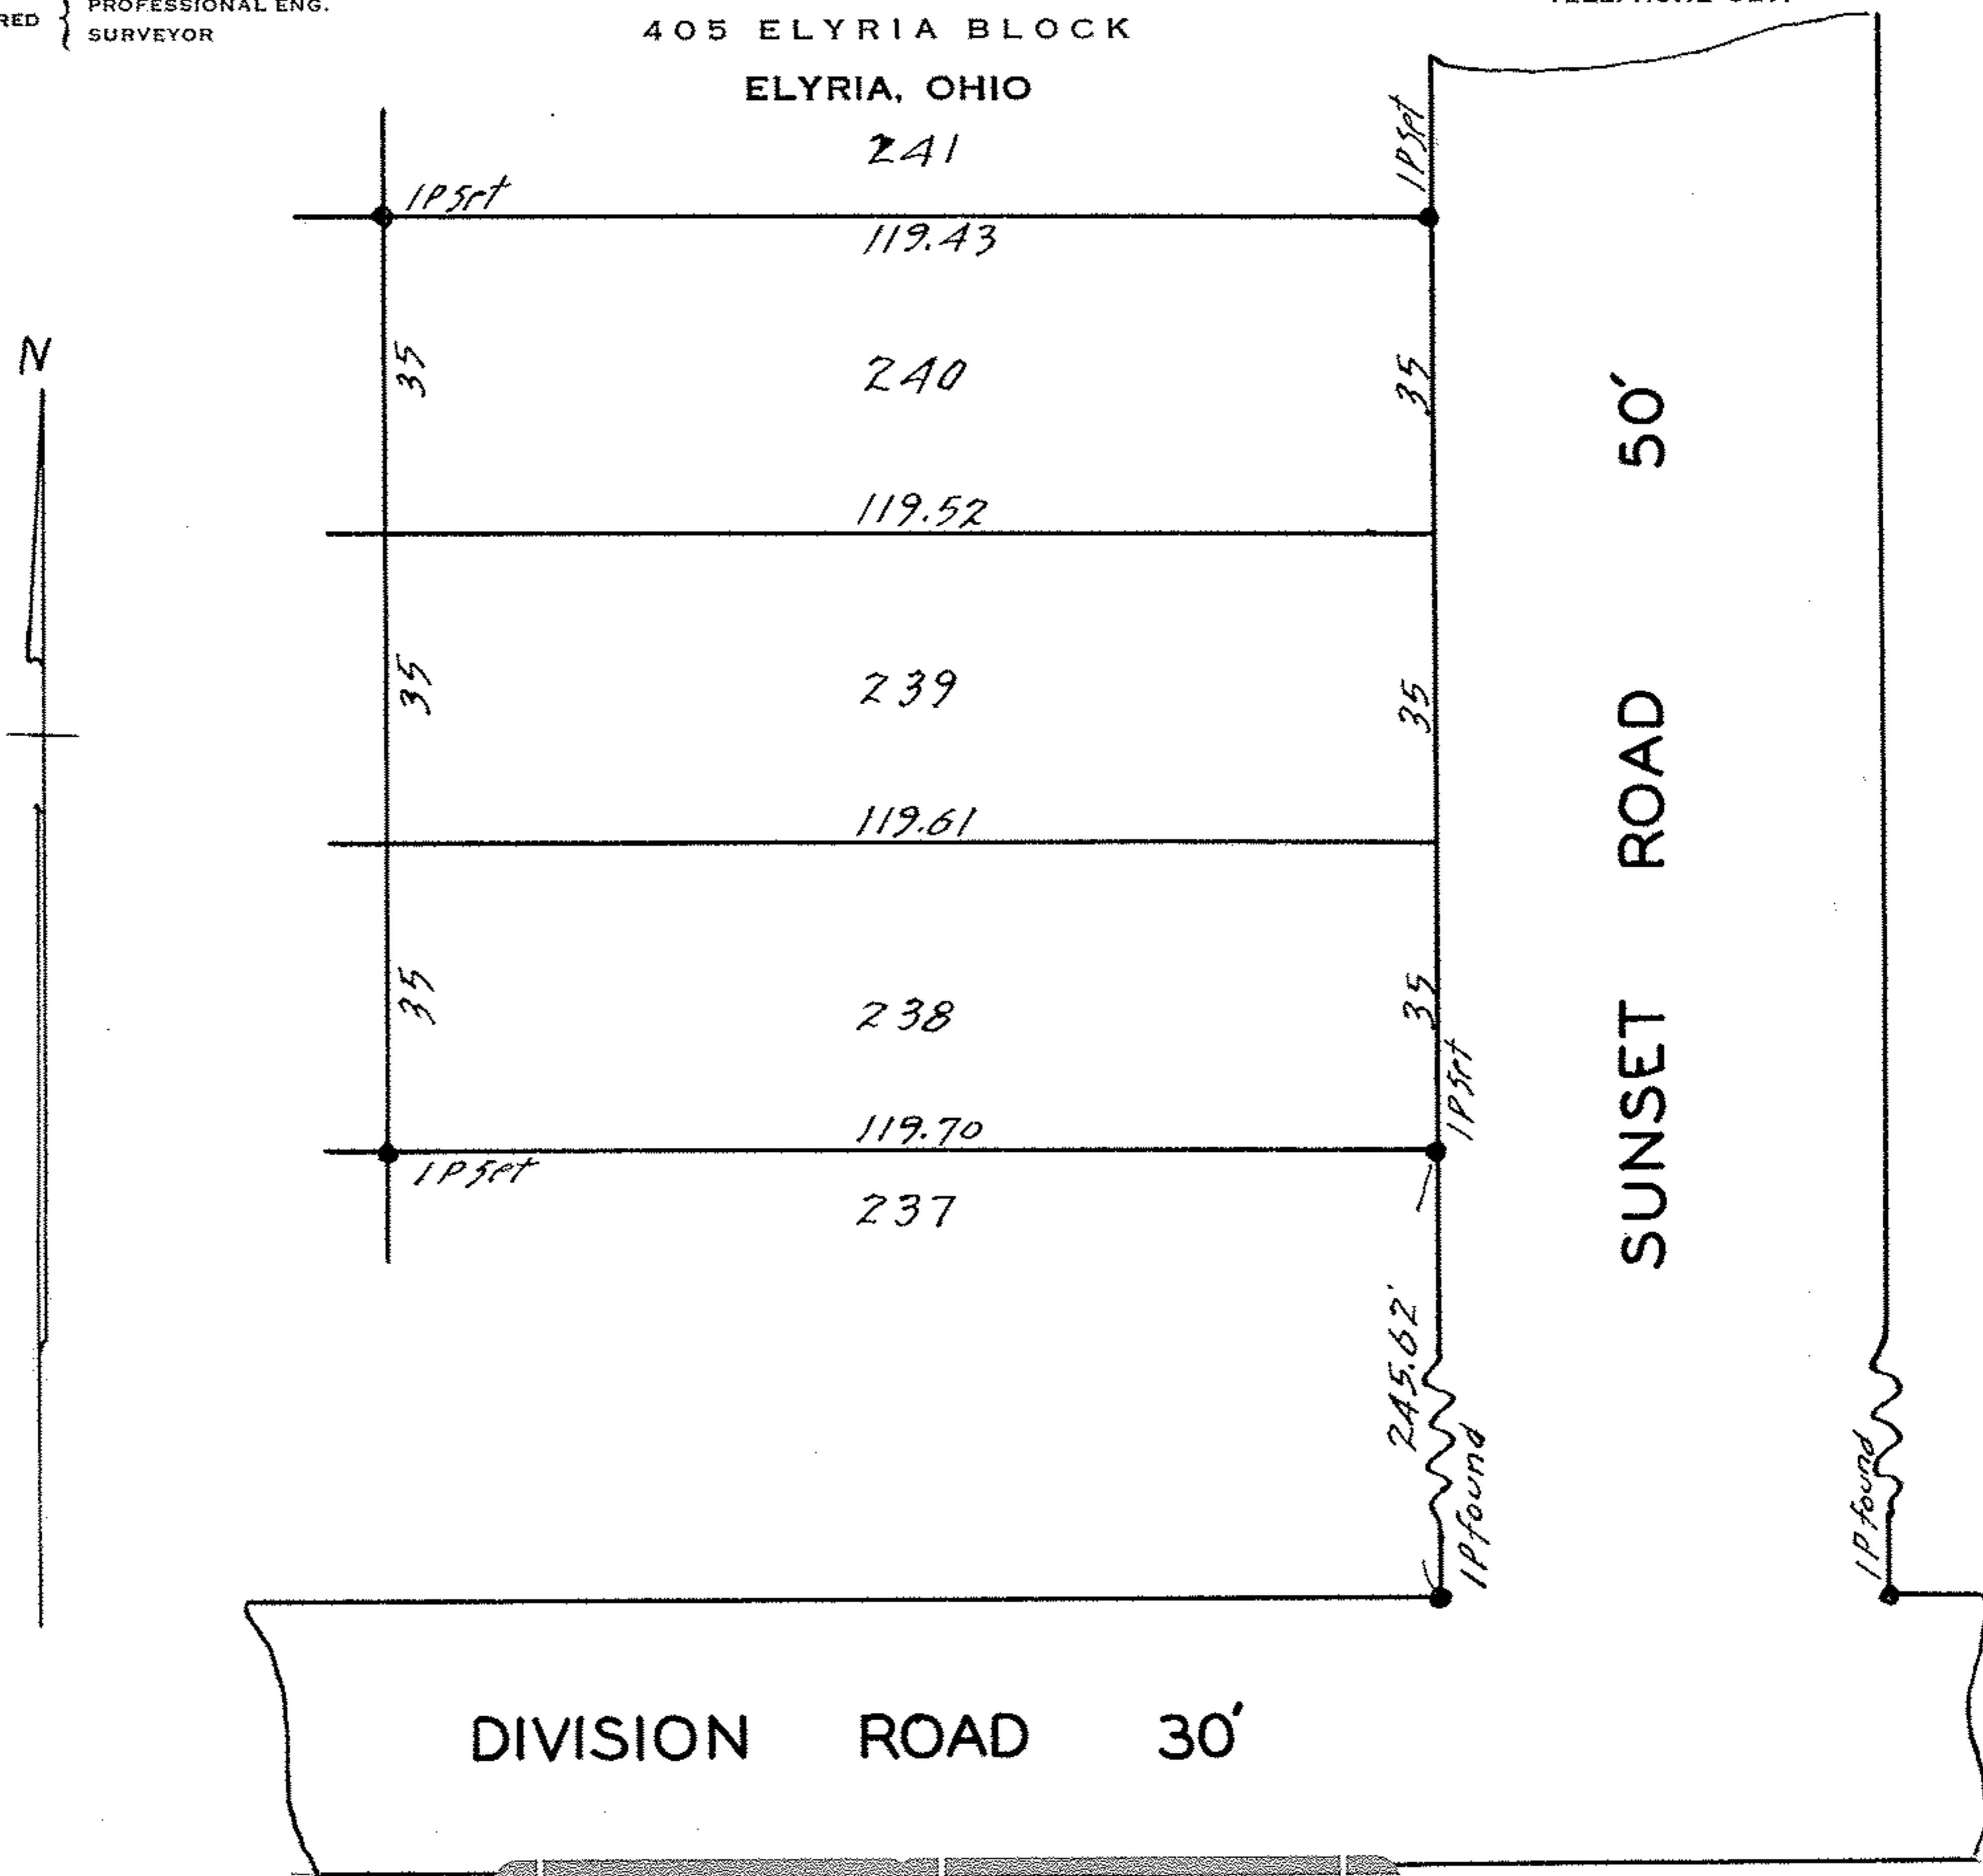 PROFESSIONAL ENG.
SURVEYOR
405 ELYRIA BLOCK
ELYRIA, OHIO
241
IP Set
IP Set
119.43
N
35
240
35
50'
119.52
35
239
35
SUNSET ROAD
119.61
35
238
35
IP Set
119.70
IP Set
237
245.62'
IP found
IP found
DIVISION ROAD 30'